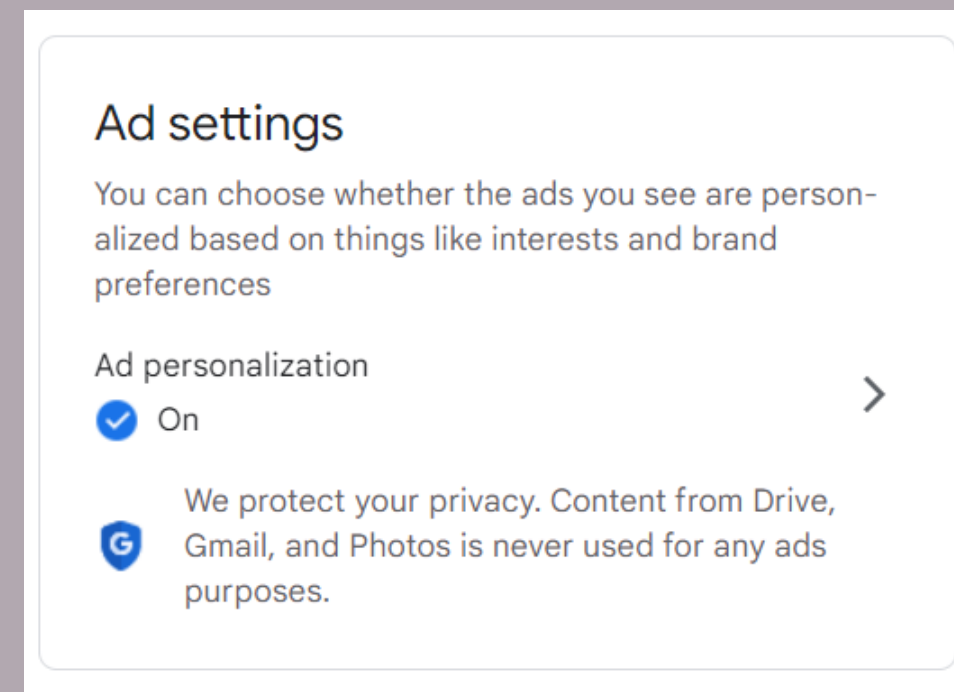 Ad settings
You can choose whether the ads you see are person-
alized based on things like interests and brand
preferences
Ad personalization
On
We protect your privacy. Content from Drive,
G
Gmail, and Photos is never used for any ads
purposes.